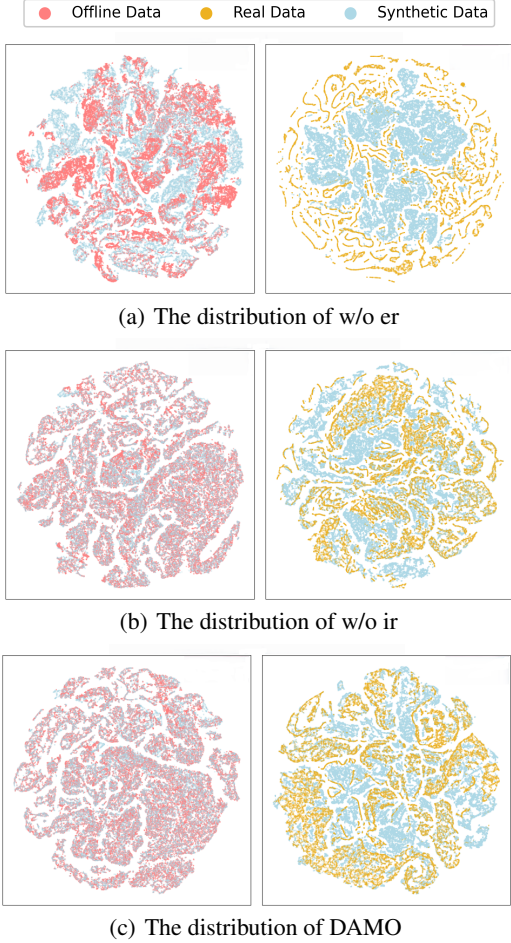 Offline Data Real Data Synthetic Data
(a) The distribution of w/o er
(b) The distribution of w/o ir
(c) The distribution of DAMO